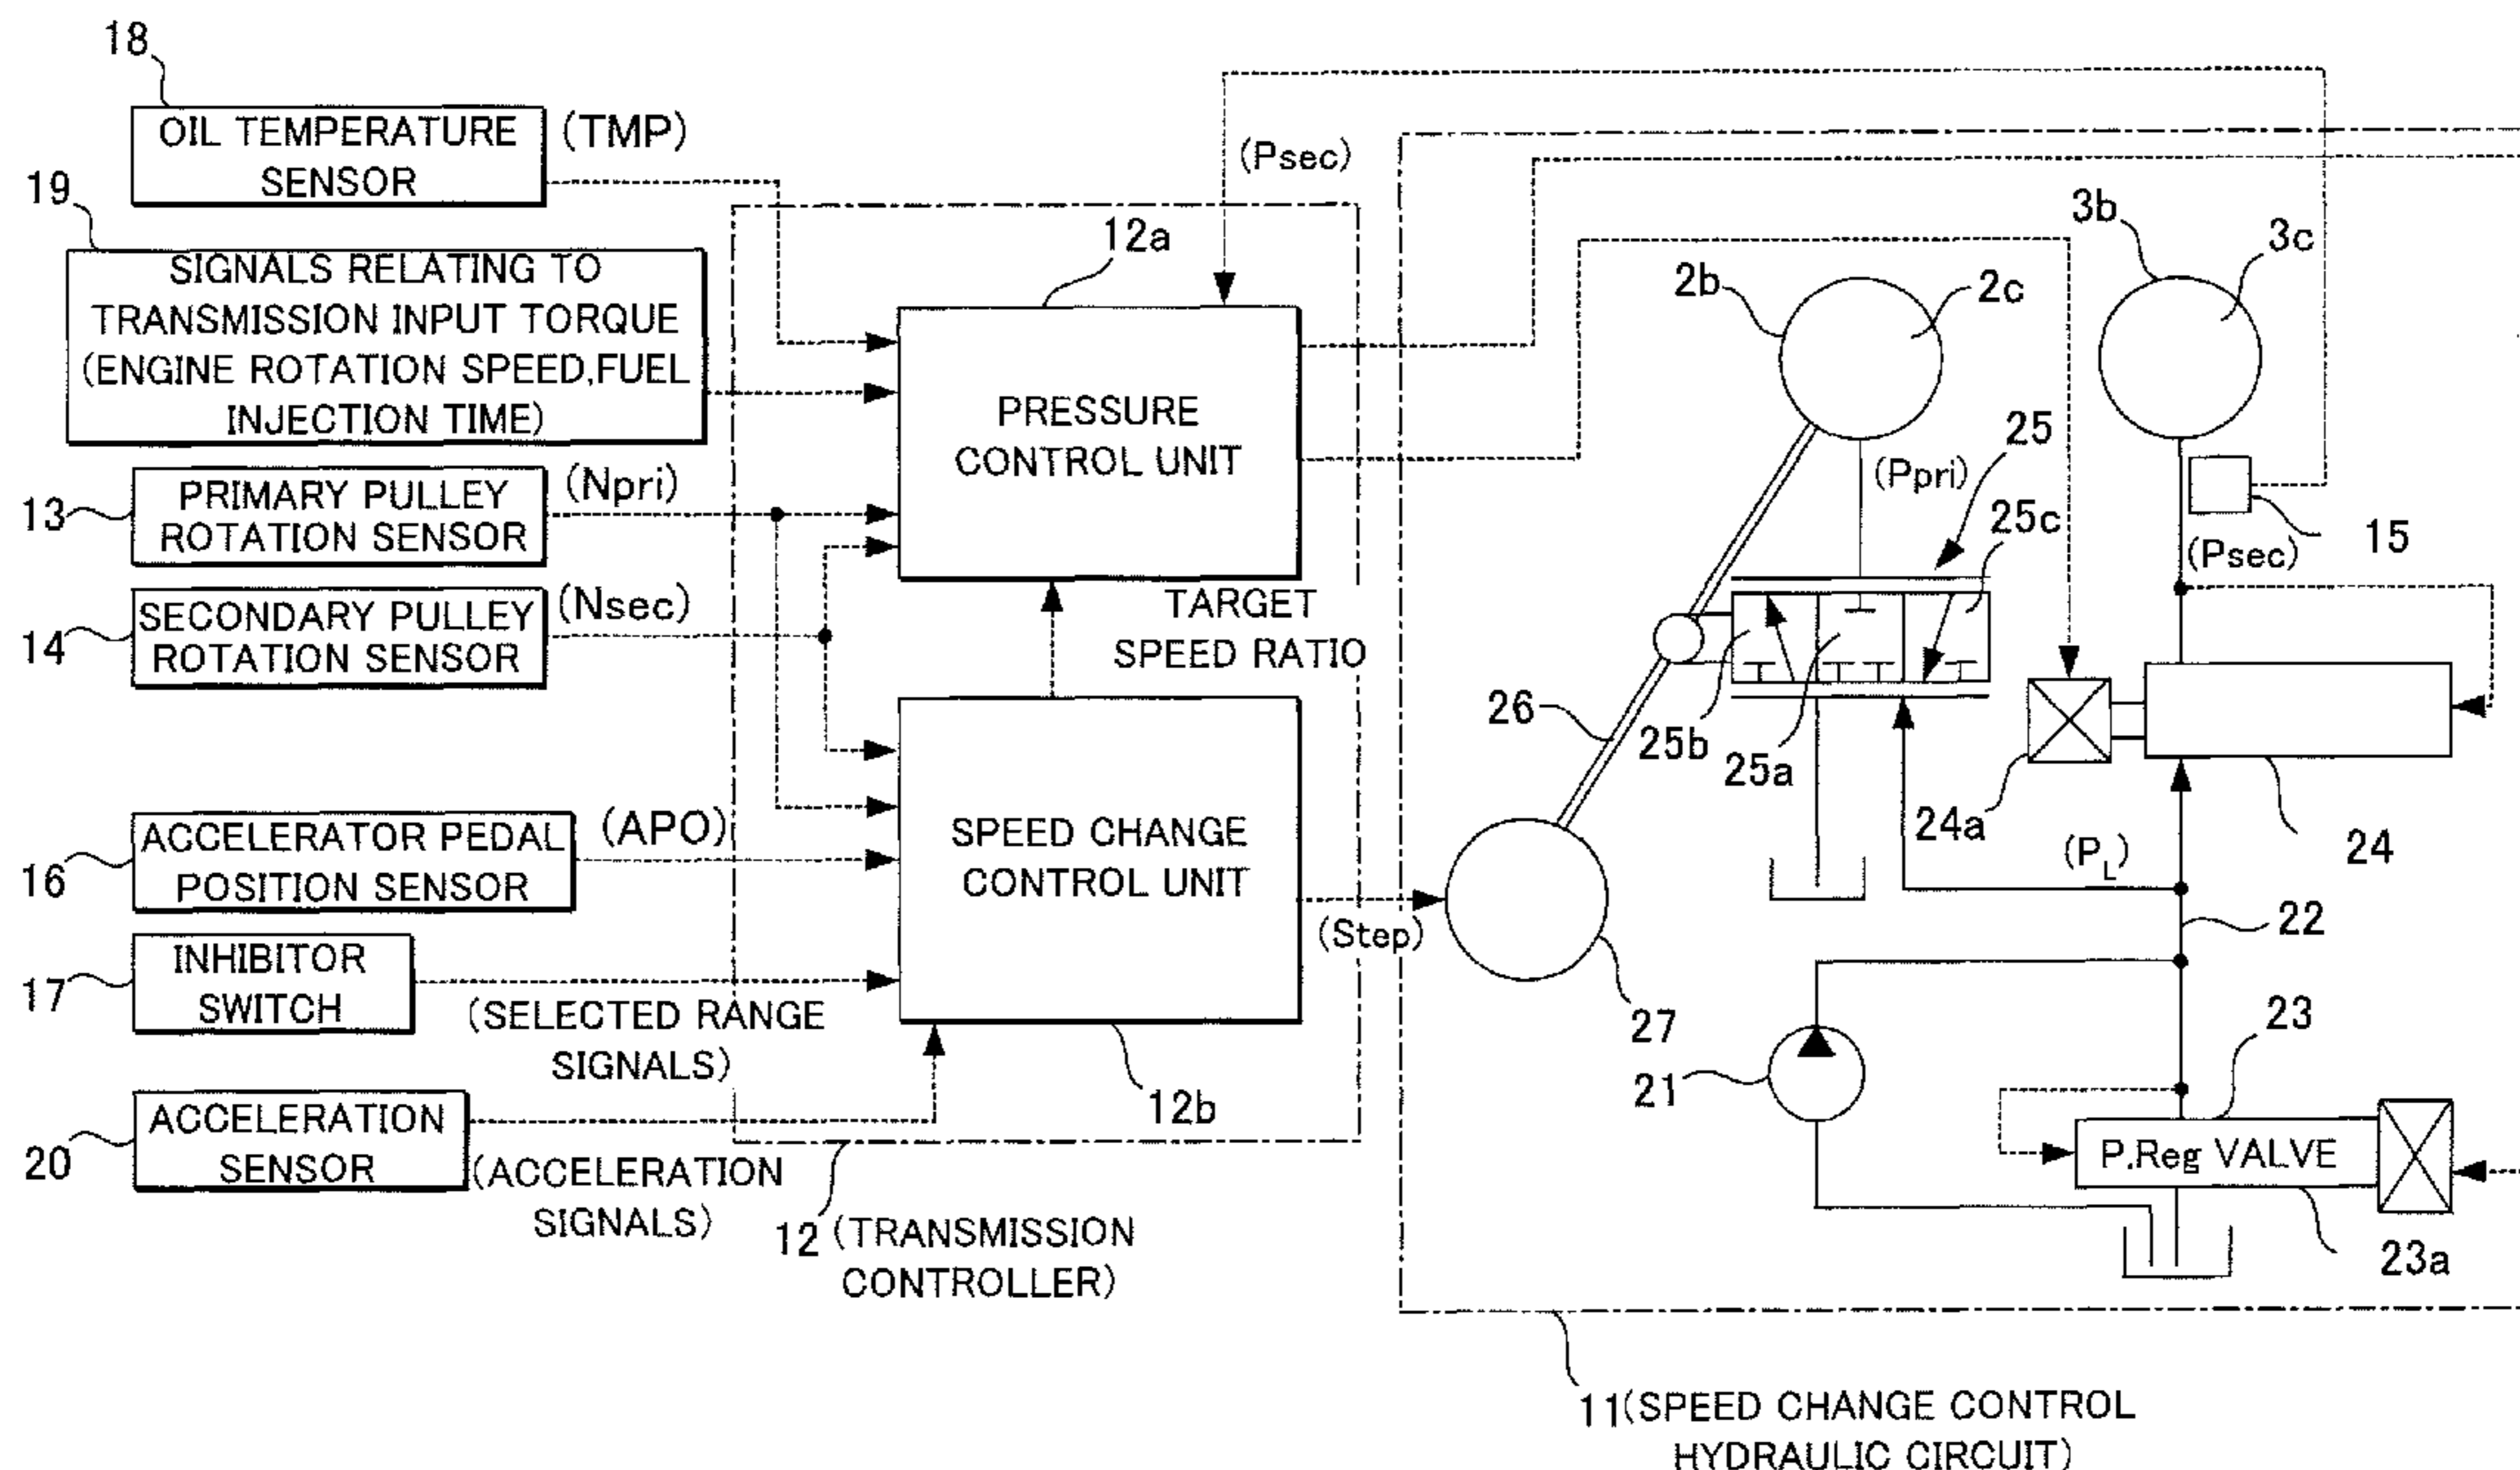 18
OIL TEMPERATURE
SENSOR
(TMP)
19
SIGNALS RELATING TO
TRANSMISSION INPUT TORQUE
(ENGINE ROTATION SPEED,FUEL
INJECTION TIME)
13
PRIMARY PULLEY
ROTATION SENSOR
(Npri)
14
SECONDARY PULLEY
ROTATION SENSOR
(Nsec)
16
ACCELERATOR PEDAL
POSITION SENSOR
(APO)
17
INHIBITOR
SWITCH
(SELECTED RANGE
SIGNALS)
20
ACCELERATION
SENSOR
(ACCELERATION
SIGNALS)
12a
PRESSURE
CONTROL UNIT
TARGET
SPEED RATIO
SPEED CHANGE
CONTROL UNIT
12b
12 (TRANSMISSION
CONTROLLER)
(Psec)
(Step)
2b
2c
3b
3c
(Ppri)
25
25c
15
(Psec)
26
25b
25a
24a
24
(PL)
22
27
21
23
P.Reg VALVE
23a
11(SPEED CHANGE CONTROL
HYDRAULIC CIRCUIT)